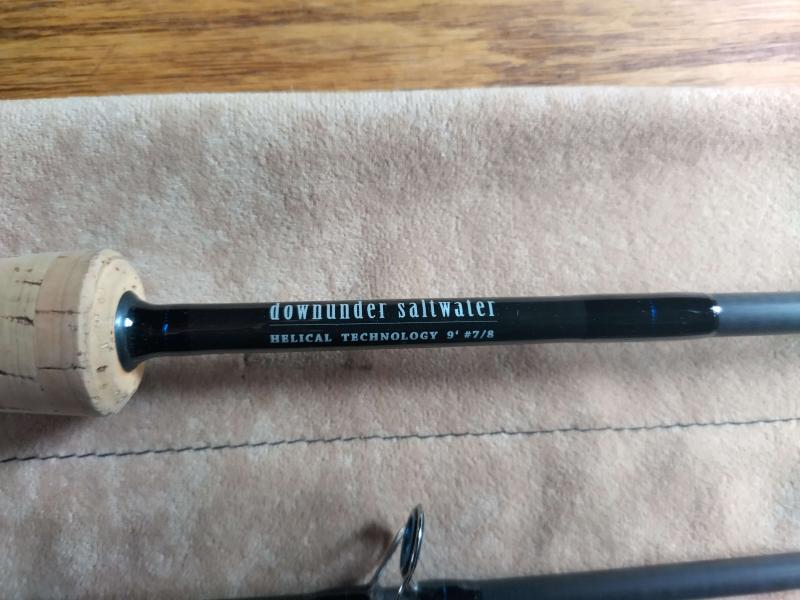 downunder saltwater
HELICAL TECHNOLOGY 9' #7/8